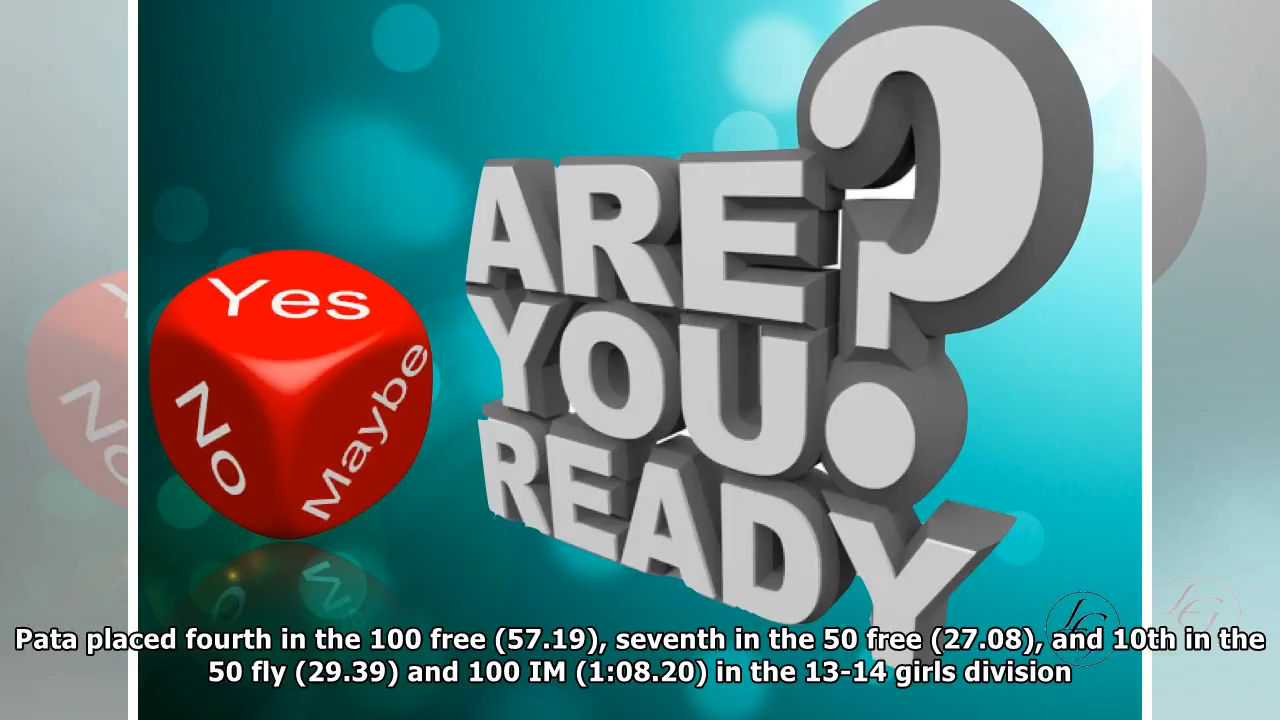 ARE
YOU
READY
?
Yes
No
Maybe
Pata placed fourth in the 100 free (57.19), seventh in the 50 free (27.08), and 10th in the
50 fly (29.39) and 100 IM (1:08.20) in the 13-14 girls division